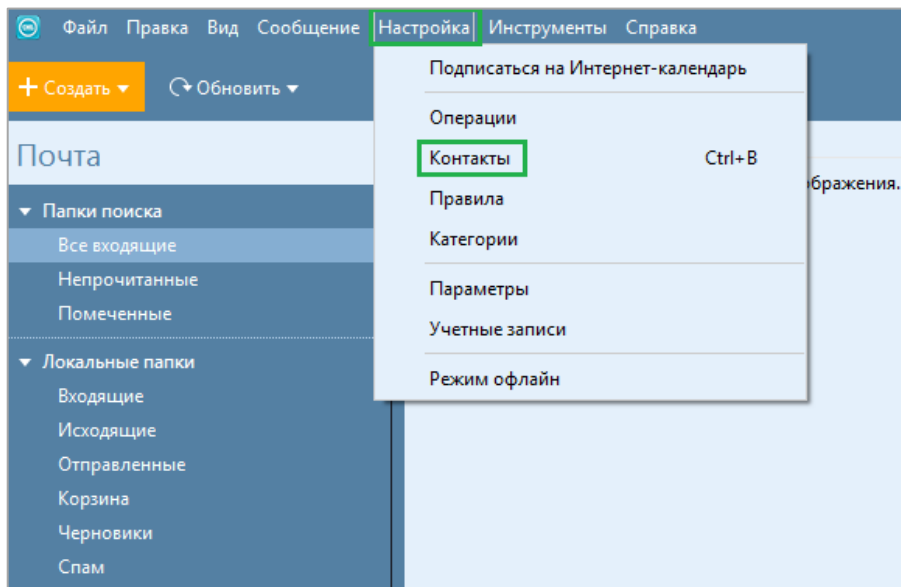 Файл Правка Вид Сообщение Настройка Инструменты Справка
+ Создать Обновить
Почта
Папки поиска
Все входящие
Непрочитанные
Помеченные
Локальные папки
Входящие
Исходящие
Отправленные
Корзина
Черновики
Спам
Подписаться на Интернет-календарь
Операции
Контакты Ctrl+B
Правила
Категории
Параметры
Учетные записи
Режим офлайн
ображения.